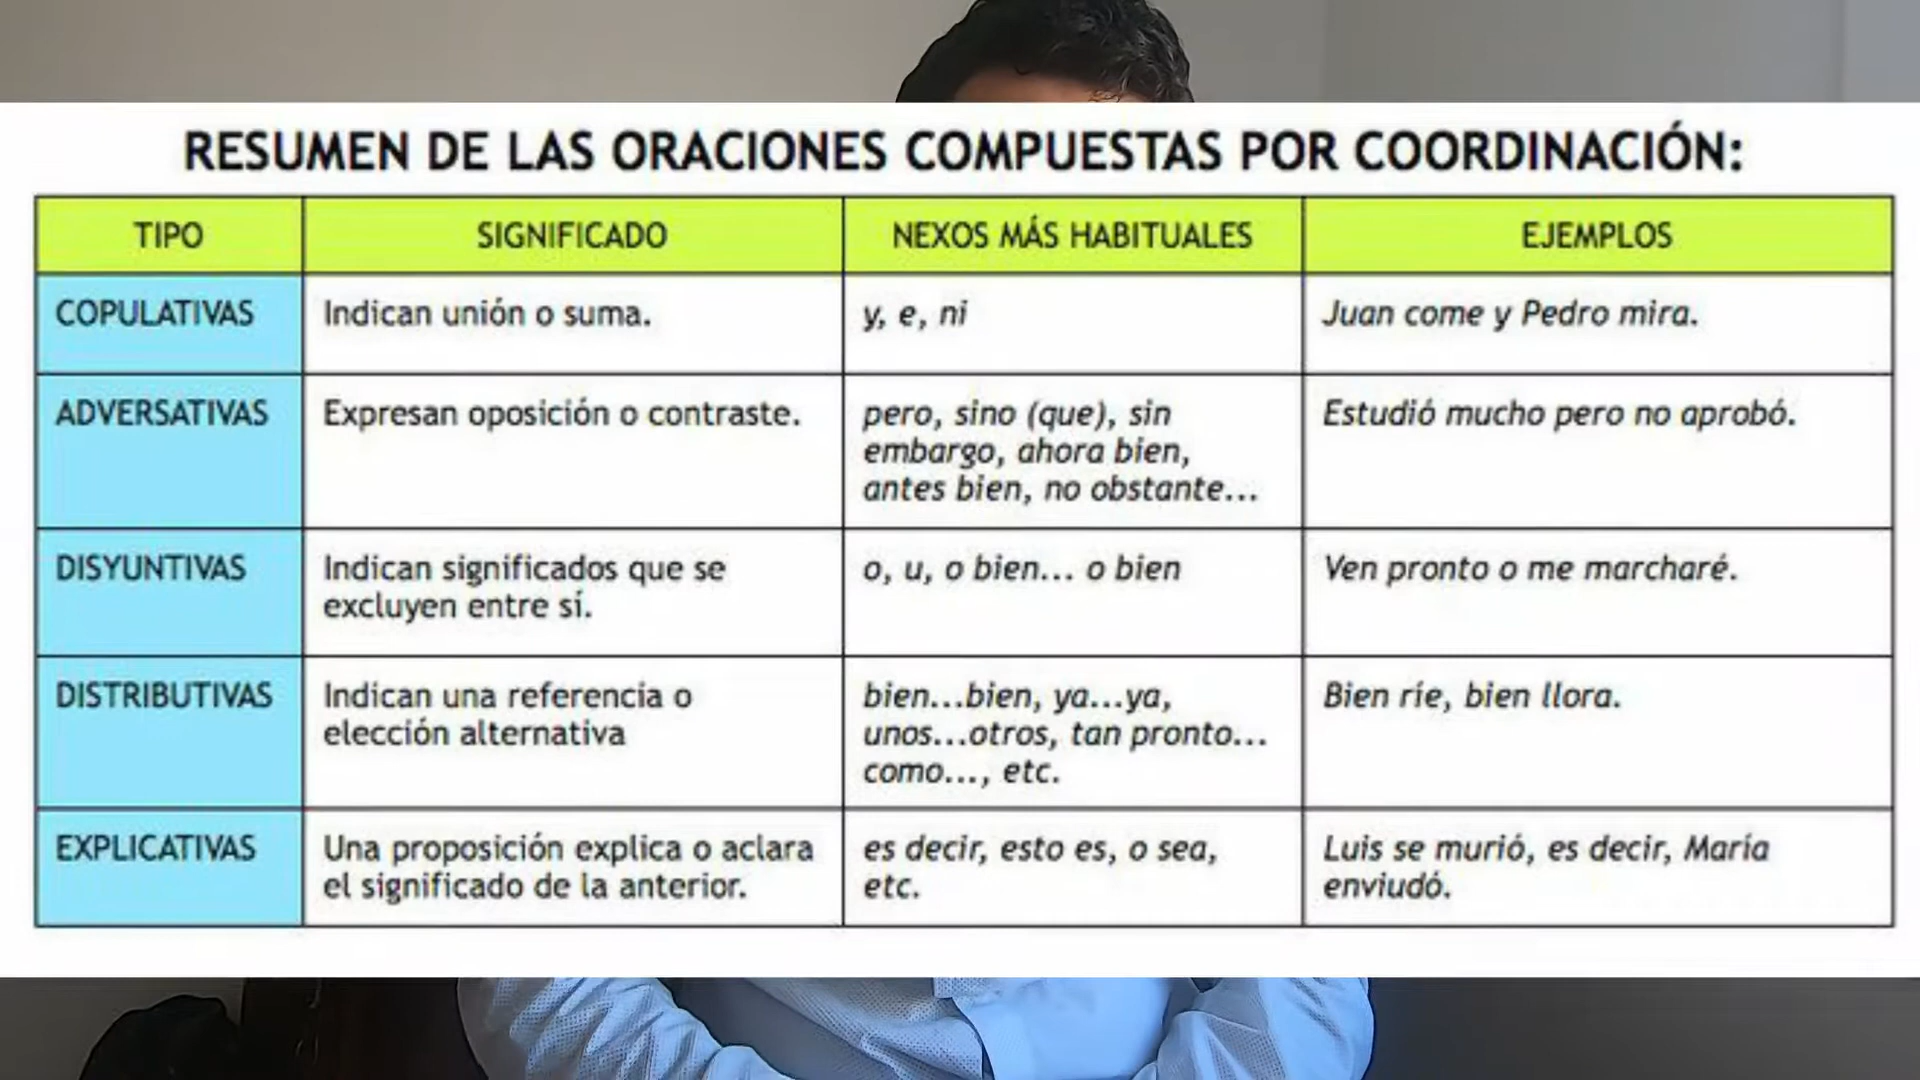 RESUMEN DE LAS ORACIONES COMPUESTAS POR COORDINACIÓN:
TIPO
SIGNIFICADO
NEXOS MÁS HABITUALES
EJEMPLOS
COPULATIVAS
Indican unión o suma.
y, e, ni
Juan come y Pedro mira.
ADVERSATIVAS
Expresan oposición o contraste.
pero, sino (que), sin
embargo, ahora bien,
antes bien, no obstante...
Estudió mucho pero no aprobó.
DISYUNTIVAS
Indican significados que se
excluyen entre sí.
o, u, o bien... o bien
Ven pronto o me marcharé.
DISTRIBUTIVAS
Indican una referencia o
elección alternativa
bien...bien, ya...ya,
unos...otros, tan pronto...
como..., etc.
Bien ríe, bien llora.
EXPLICATIVAS
Una proposición explica o aclara
el significado de la anterior.
es decir, esto es, o sea,
etc.
Luis se murió, es decir, María
enviudó.